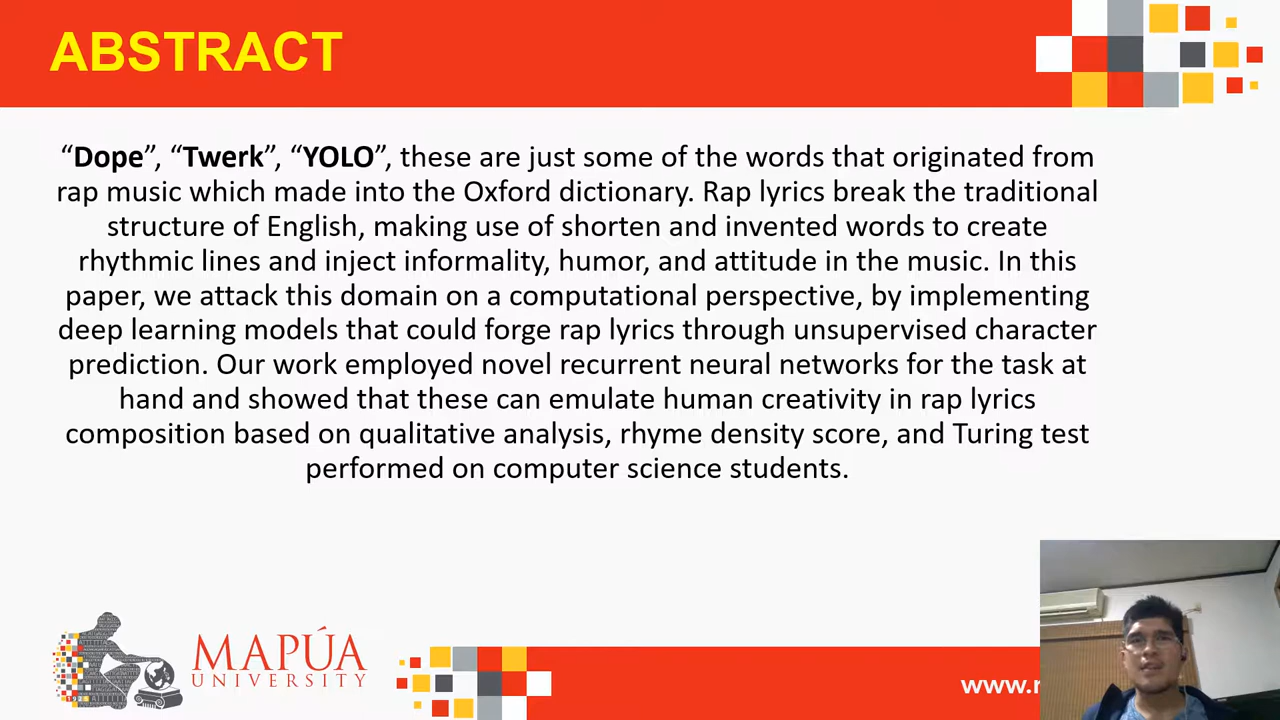 ABSTRACT
“Dope”, “Twerk”, “YOLO”, these are just some of the words that originated from
rap music which made into the Oxford dictionary. Rap lyrics break the traditional
structure of English, making use of shorten and invented words to create
rhythmic lines and inject informality, humor, and attitude in the music. In this
paper, we attack this domain on a computational perspective, by implementing
deep learning models that could forge rap lyrics through unsupervised character
prediction. Our work employed novel recurrent neural networks for the task at
hand and showed that these can emulate human creativity in rap lyrics
composition based on qualitative analysis, rhyme density score, and Turing test
performed on computer science students.
MAPÚA
UNIVERSITY
www.